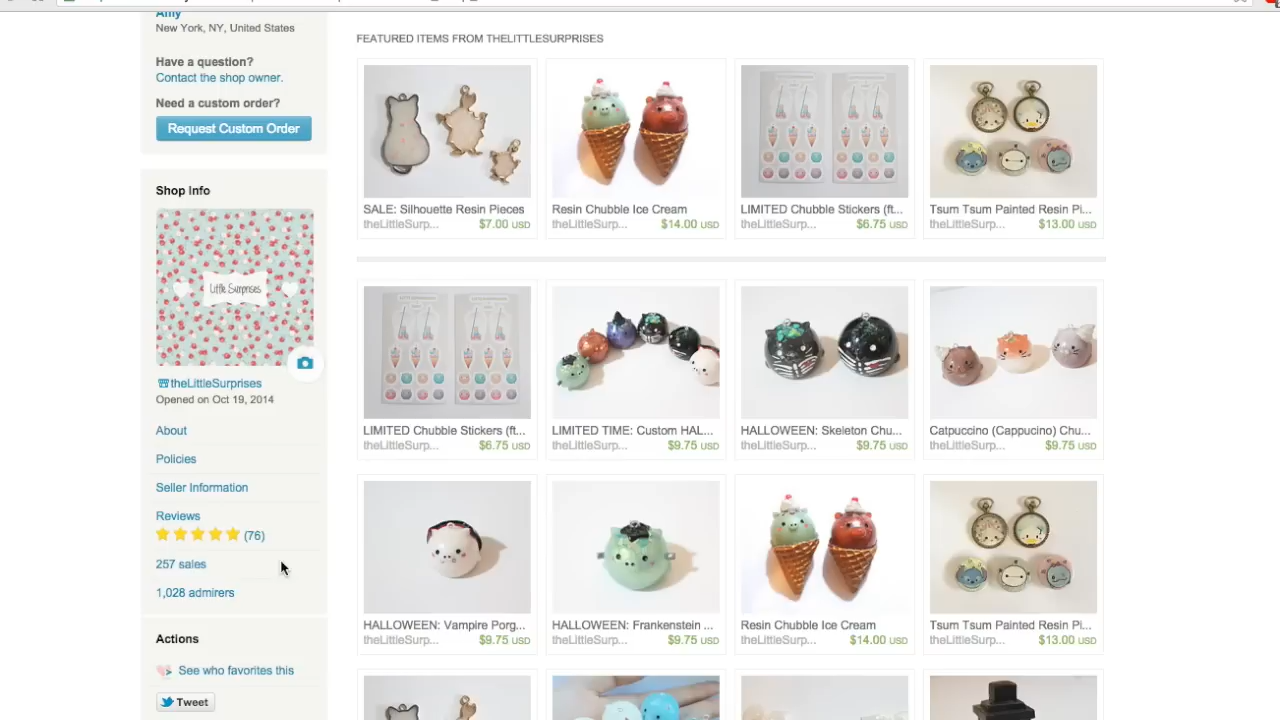 Amy
New York, NY, United States
Have a question?
Contact the shop owner.
Need a custom order?
Request Custom Order
Shop Info
Little Surprises
theLittleSurprises
Opened on Oct 19, 2014
About
Policies
Seller Information
Reviews
(76)
257 sales
1,028 admirers
Actions
See who favorites this
Tweet
FEATURED ITEMS FROM THELITTLESURPRISES
SALE: Silhouette Resin Pieces
theLittleSurp... $7.00 USD
Resin Chubble Ice Cream
theLittleSurp... $14.00 USD
LIMITED Chubble Stickers (ft...
theLittleSurp... $6.75 USD
Tsum Tsum Painted Resin Pi...
theLittleSurp... $13.00 USD
LIMITED Chubble Stickers (ft...
theLittleSurp... $6.75 USD
LIMITED TIME: Custom HAL...
theLittleSurp... $9.75 USD
HALLOWEEN: Skeleton Chu...
theLittleSurp... $9.75 USD
Catpuccino (Cappucino) Chu...
theLittleSurp... $9.75 USD
HALLOWEEN: Vampire Porg...
theLittleSurp... $9.75 USD
HALLOWEEN: Frankenstein ...
theLittleSurp... $9.75 USD
Resin Chubble Ice Cream
theLittleSurp... $14.00 USD
Tsum Tsum Painted Resin Pi...
theLittleSurp... $13.00 USD